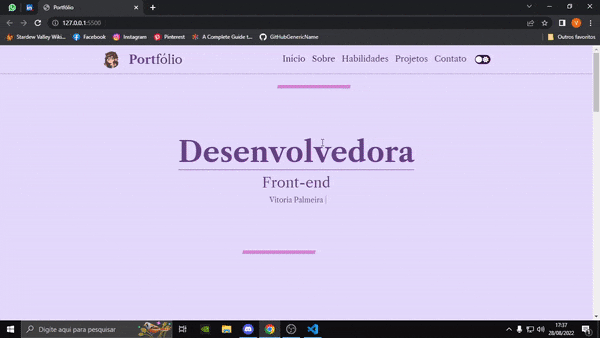 Portfólio
127.0.0.1:5500
Stardew Valley Wiki...
Facebook
Instagram
Pinterest
A Complete Guide t...
GitHubGenericName
Outros favoritos
Portfólio
Inicio
Sobre
Habilidades
Projetos
Contato
Desenvolvedora
Front-end
Vitoria Palmeira |
Digite aqui para pesquisar
17:37
28/08/2022